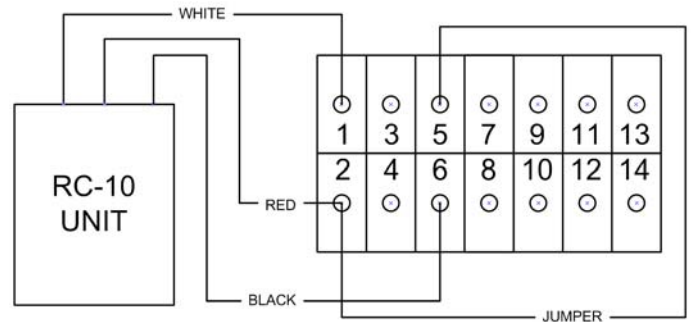 WHITE
1 3 5 7 9 11 13
2 4 6 8 10 12 14
RC-10
UNIT
RED
BLACK
JUMPER